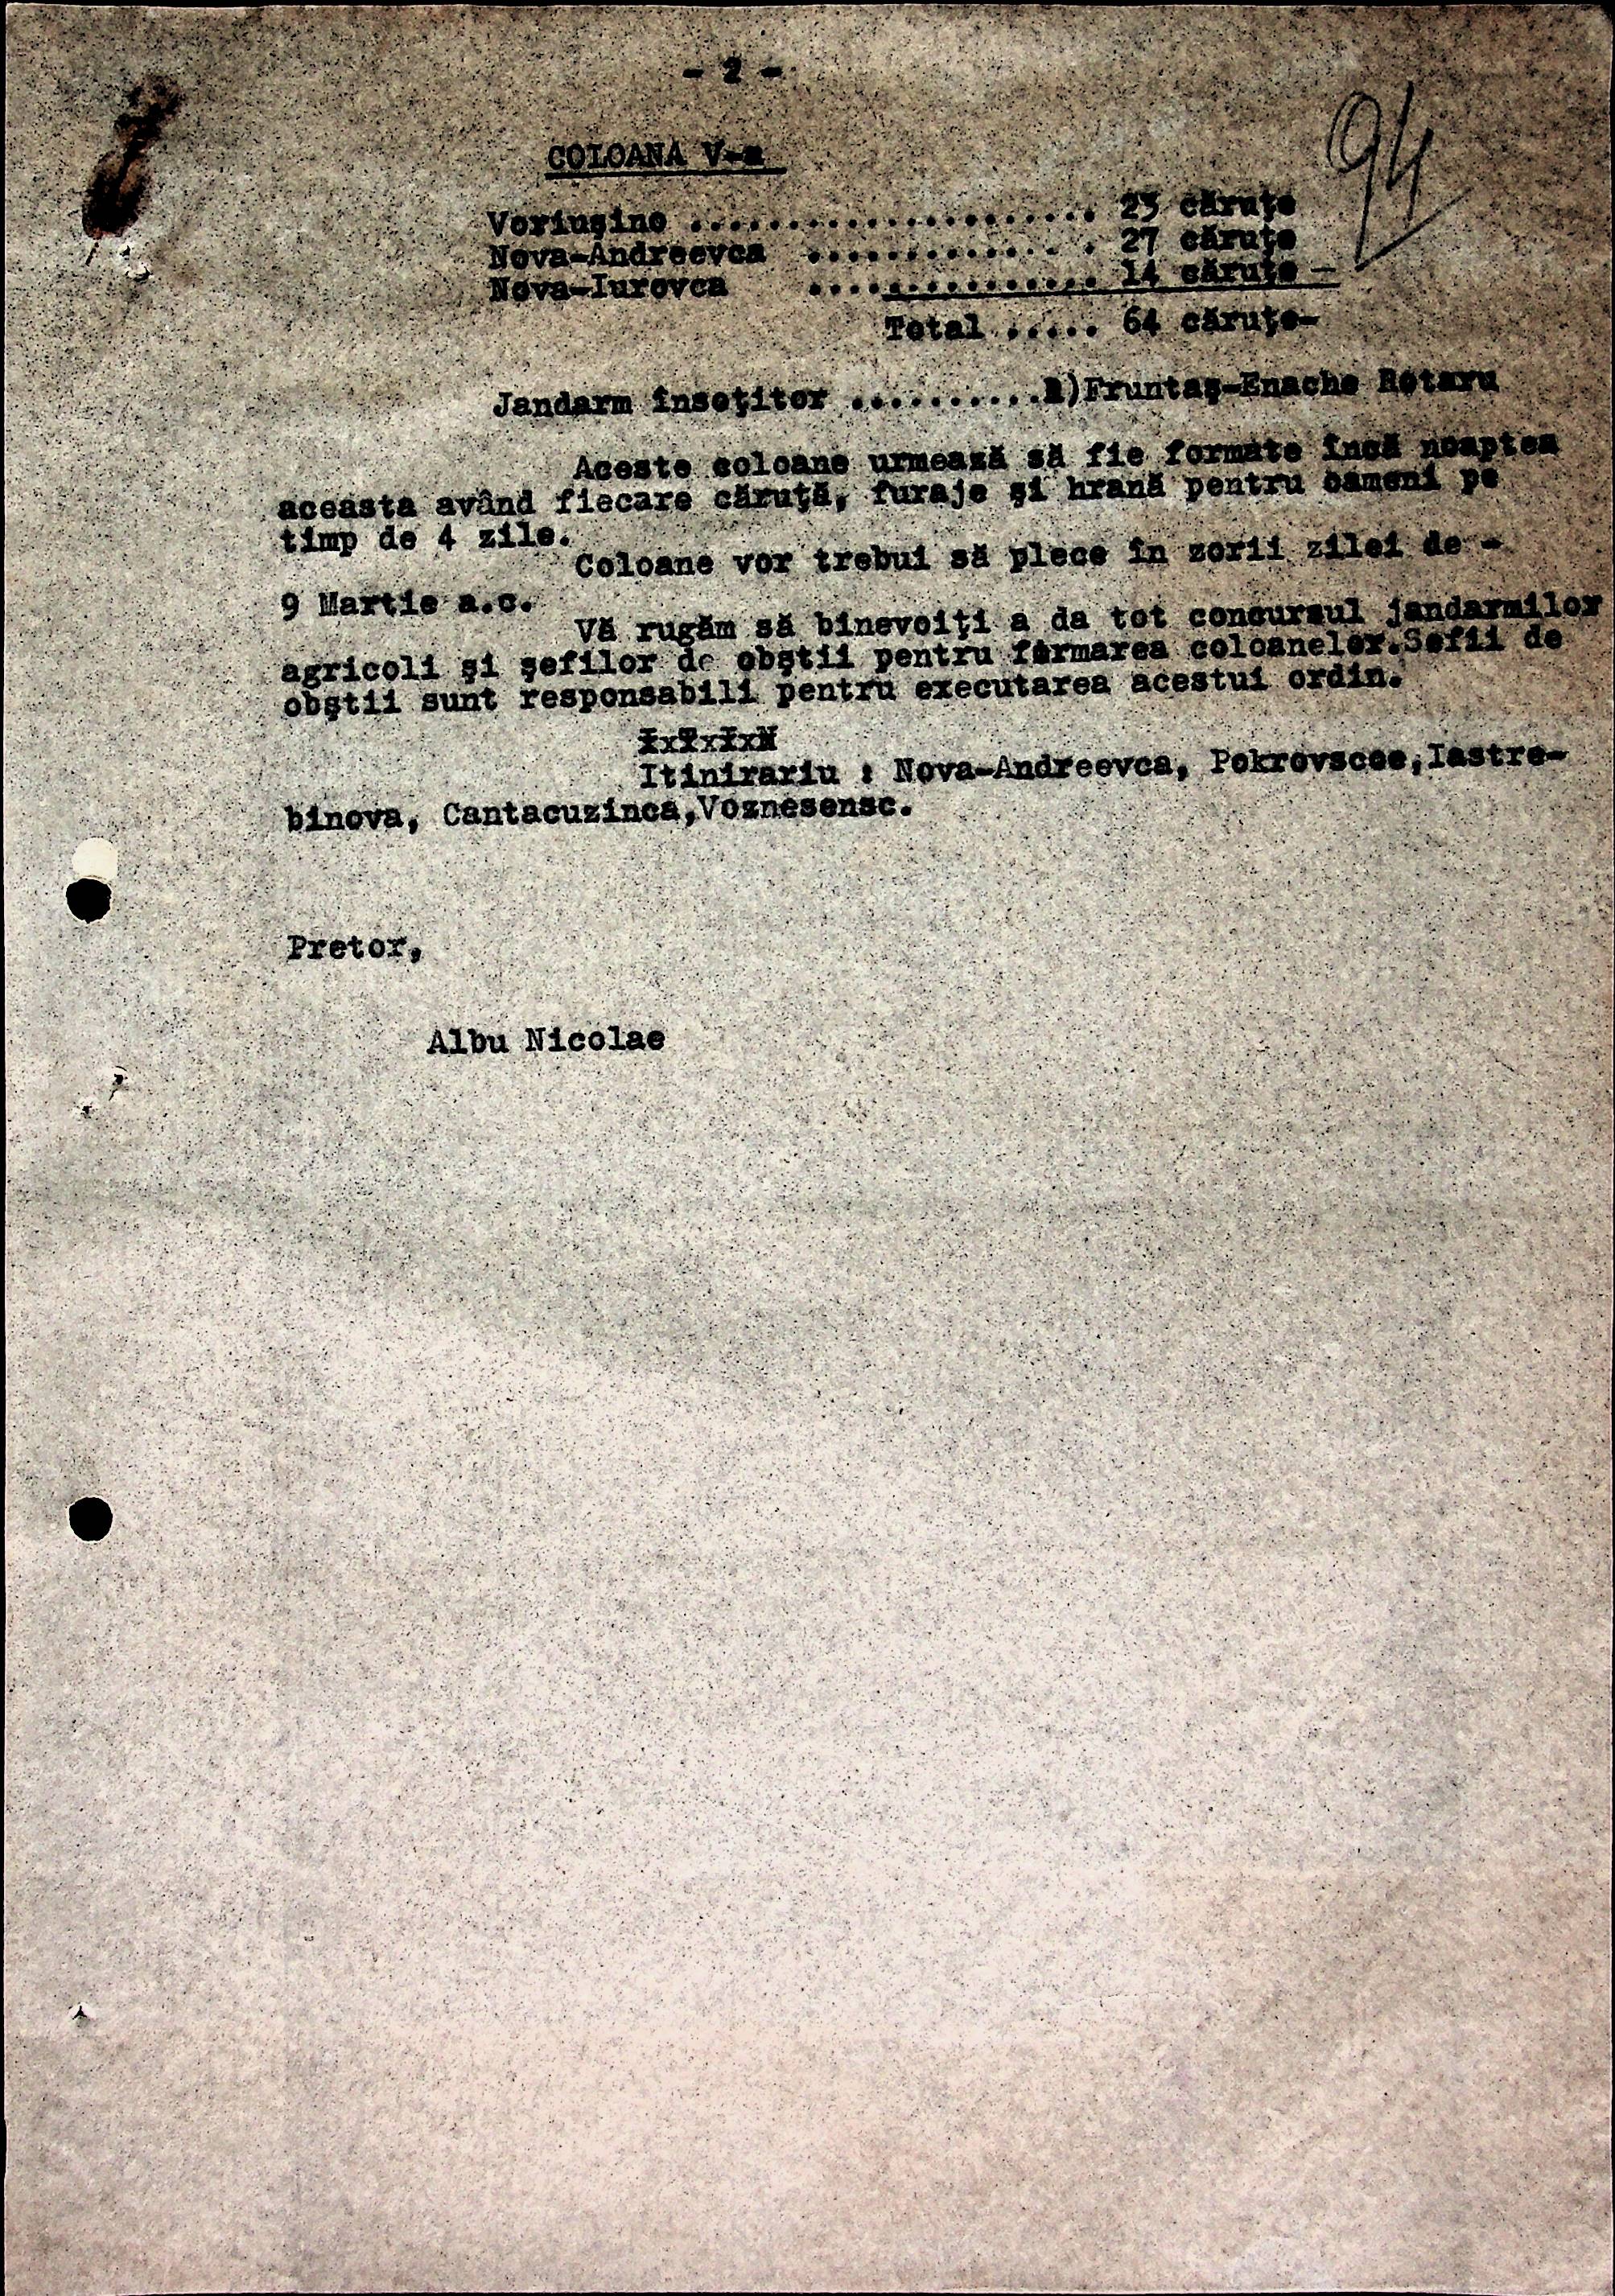 - 2 -
94
COLOANA V-a
Voriuşino ....................... 23 căruţe
Nova-Andreevca ................ 27 căruţe
Nova-Iurovca ................ 14 căruţe -
Total ..... 64 căruţe-
Jandarm însoţitor ..........)Fruntaş-Enache Rotaru
Aceste coloane urmează să fie formate încă noaptea
aceasta având fiecare căruţă, furaje şi hrană pentru oameni pe
timp de 4 zile.
Coloane vor trebui să plece în zorii zilei de -
9 Martie a.c.
Vă rugăm să binevoiţi a da tot concursul jandarmilor
agricoli şi şefilor de obştii pentru formarea coloanelor.Sefii de
obştii sunt responsabili pentru executarea acestui ordin.
Itinirariu : Nova-Andreevca, Pokrovscoe,Iastre-
binova, Cantacuzinca,Voznesensc.
Pretor,
Albu Nicolae